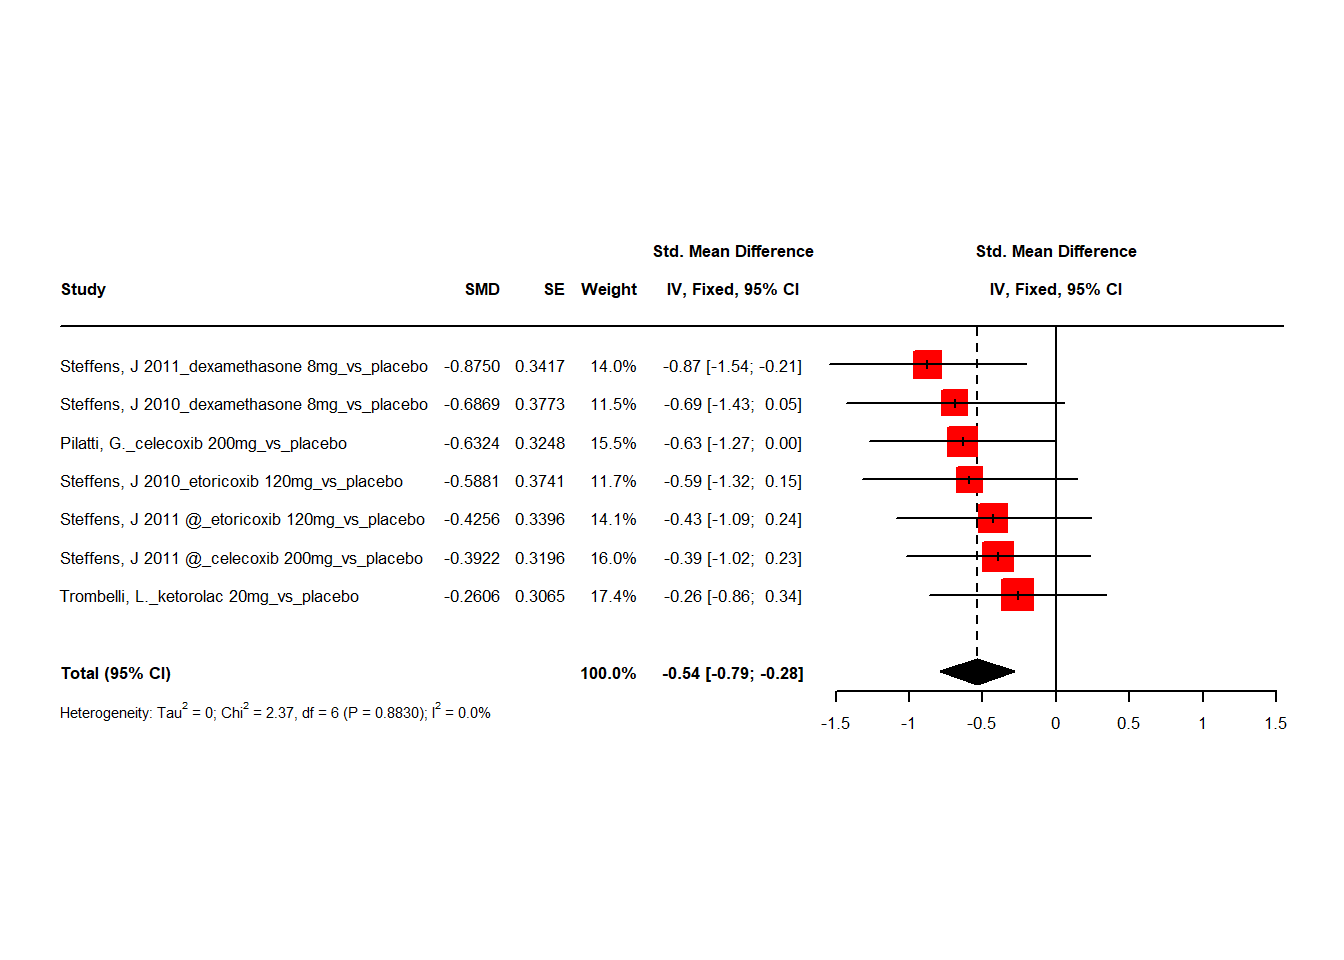 Std. Mean Difference Std. Mean Difference
Study SMD SE Weight IV, Fixed, 95% CI IV, Fixed, 95% CI
Steffens, J 2011_dexamethasone 8mg_vs_placebo -0.8750 0.3417 14.0% -0.87 [-1.54; -0.21]
Steffens, J 2010_dexamethasone 8mg_vs_placebo -0.6869 0.3773 11.5% -0.69 [-1.43; 0.05]
Pilatti, G._celecoxib 200mg_vs_placebo -0.6324 0.3248 15.5% -0.63 [-1.27; 0.00]
Steffens, J 2010_etoricoxib 120mg_vs_placebo -0.5881 0.3741 11.7% -0.59 [-1.32; 0.15]
Steffens, J 2011 @_etoricoxib 120mg_vs_placebo -0.4256 0.3396 14.1% -0.43 [-1.09; 0.24]
Steffens, J 2011 @_celecoxib 200mg_vs_placebo -0.3922 0.3196 16.0% -0.39 [-1.02; 0.23]
Trombelli, L._ketorolac 20mg_vs_placebo -0.2606 0.3065 17.4% -0.26 [-0.86; 0.34]
Total (95% CI) 100.0% -0.54 [-0.79; -0.28]
Heterogeneity: Tau² = 0; Chi² = 2.37, df = 6 (P = 0.8830); I² = 0.0%
-1.5 -1 -0.5 0 0.5 1 1.5